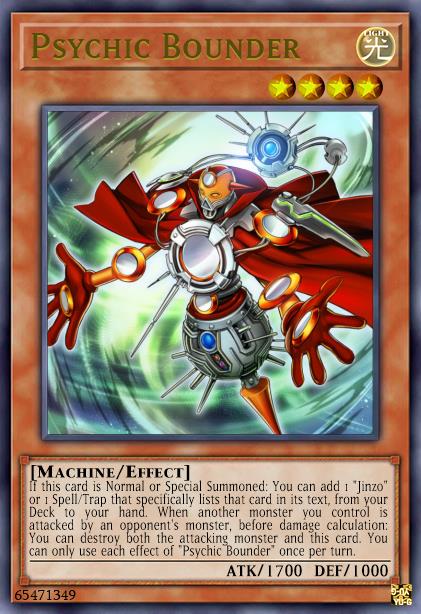 Psychic Bounder
LIGHT
光
[Machine/Effect]
If this card is Normal or Special Summoned: You can add 1 "Jinzo"
or 1 Spell/Trap that specifically lists that card in its text, from your
Deck to your hand. When another monster you control is
attacked by an opponent's monster, before damage calculation:
You can destroy both the attacking monster and this card. You
can only use each effect of "Psychic Bounder" once per turn.
ATK/1700 DEF/1000
65471349